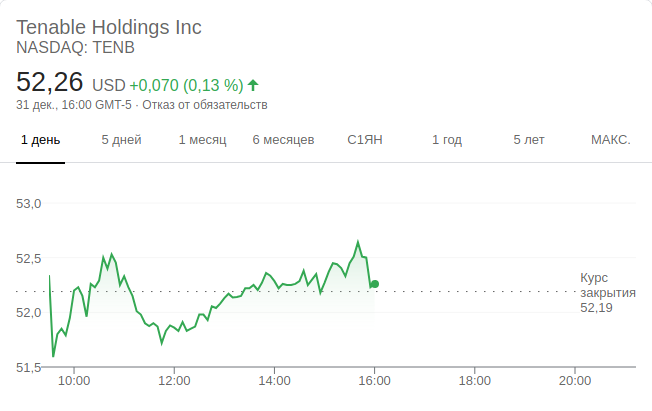 Tenable Holdings Inc
NASDAQ: TENB
52,26 USD +0,070 (0,13 %)
31 дек., 16:00 GMT-5 · Отказ от обязательств
1 день 5 дней 1 месяц 6 месяцев С1ЯН 1 год 5 лет МАКС.
53,0
52,5
Курс
закрытия
52,19
52,0
51,5
10:00 12:00 14:00 16:00 18:00 20:00